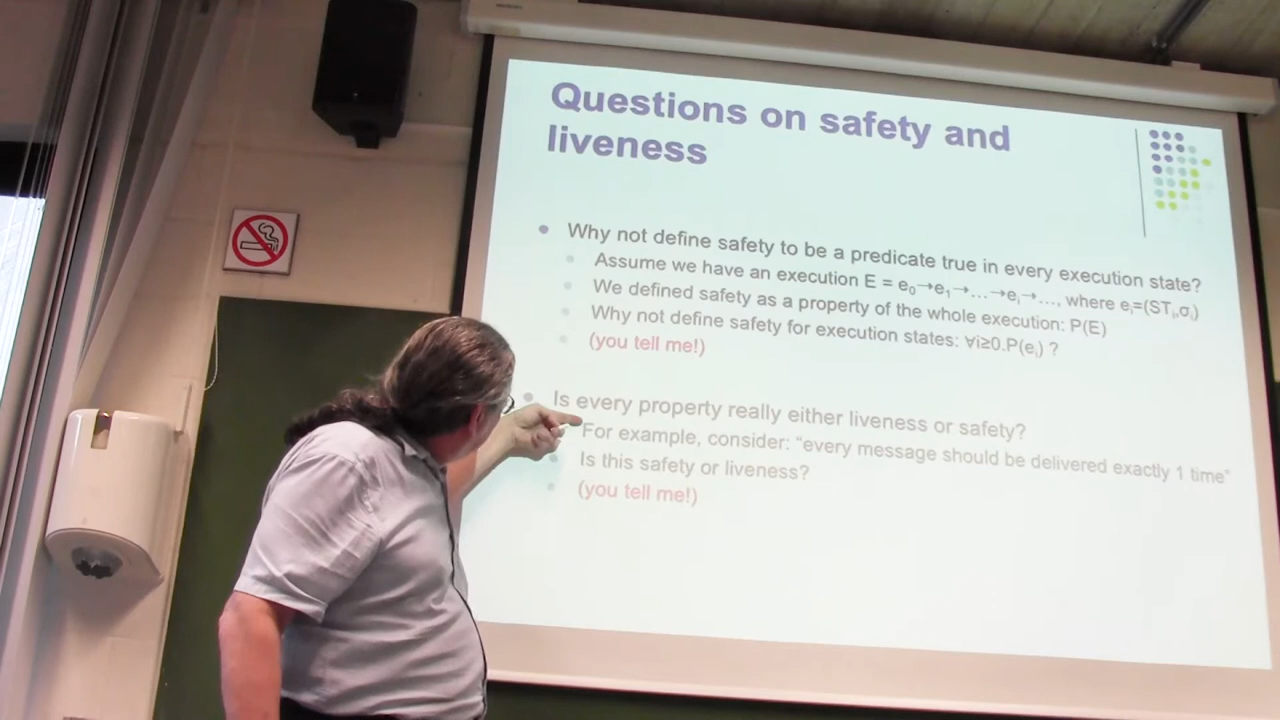 Questions on safety and
liveness
Why not define safety to be a predicate true in every execution state?
Assume we have an execution E = e₀→e₁→…→eᵢ→…, where eᵢ=(STᵢ,σᵢ)
We defined safety as a property of the whole execution: P(E)
Why not define safety for execution states: ∀i≥0.P(eᵢ) ?
(you tell me!)
Is every property really either liveness or safety?
For example, consider: “every message should be delivered exactly 1 time”
Is this safety or liveness?
(you tell me!)